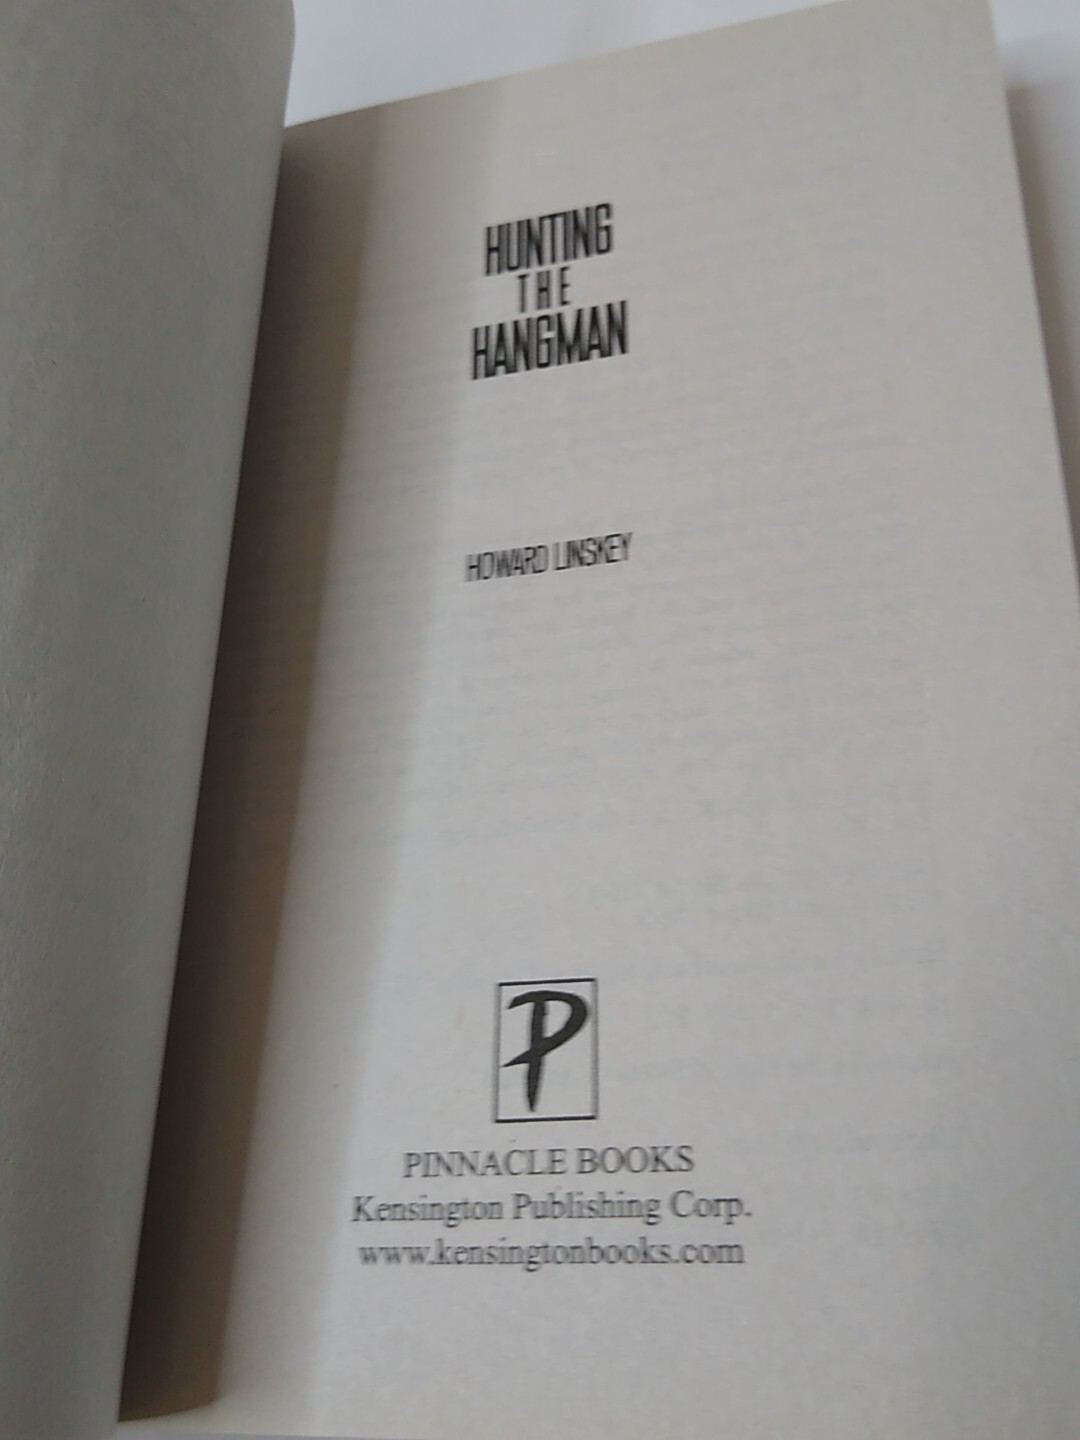 HUNTING
THE
HANGMAN
HOWARD LINSKEY
P
PINNACLE BOOKS
Kensington Publishing Corp.
www.kensingtonbooks.com